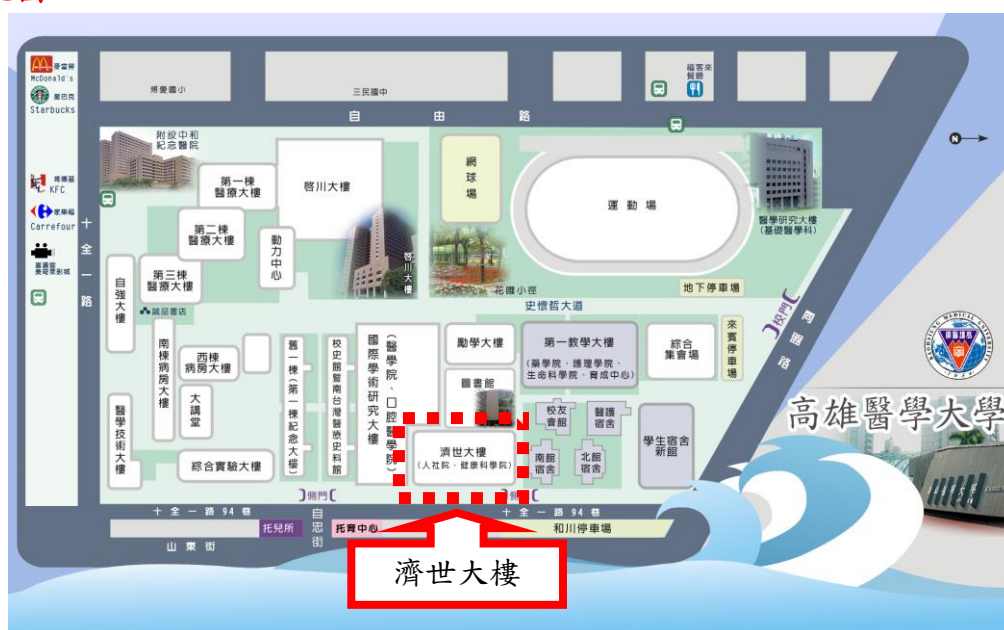 麥當勞
McDonald's
星巴克
Starbucks
肯德基
KFC
家樂福
Carrefour
博愛國小
三民國中
福客來
餐廳
自由路
N
附設中和
紀念醫院
第一棟
醫療大樓
啓川大樓
網球場
運動場
醫學研究大樓
(基礎醫學科)
十全一路
第二棟
醫療大樓
動力中心
啓川大樓
自強大樓
第三棟
醫療大樓
花園小徑
地下停車場
史懷哲大道
校門
同盟路
誠品書店
南棟病房大樓
西棟
病房大樓
大講堂
舊一棟(第一棟紀念大樓)
校史館暨南台灣醫療史料館
國際學術研究大樓
(醫學院、口腔醫學院)
勵學大樓
圖書館
第一教學大樓
(藥學院、護理學院、
生命科學院、育成中心)
綜合
集會場
來賓停車場
KAOHSIUNG MEDICAL UNIVERSITY
高雄醫學大學
醫學技術大樓
綜合實驗大樓
濟世大樓
(人社院、健康科學院)
校友
會館
醫護
宿舍
南館
宿舍
北館
宿舍
學生宿舍
新館
側門
側門
十全一路94巷
自忠街
十全一路94巷
托兒所
托育中心
和川停車場
山東街
濟世大樓